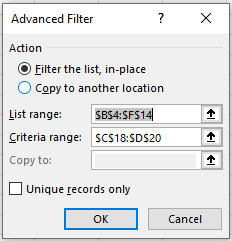 Advanced Filter
Action
Filter the list, in-place
Copy to another location
List range: $B$4:$F$14
Criteria range: $C$18:$D$20
Copy to:
Unique records only
OK Cancel